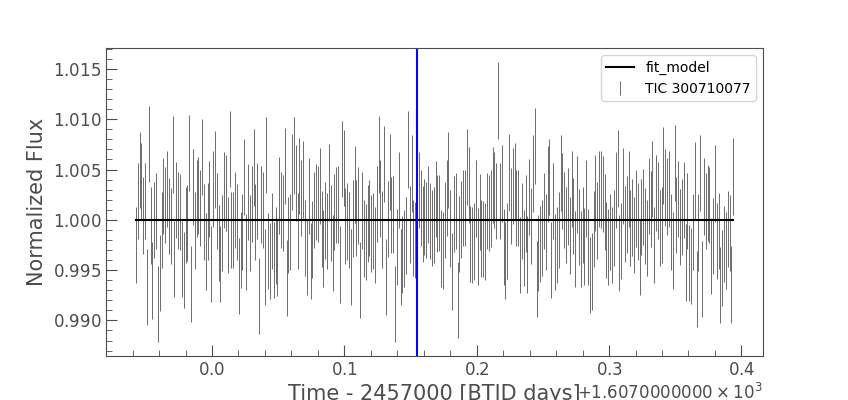 fit_model
TIC 300710077
1.015
1.010
1.005
1.000
0.995
0.990
Normalized Flux
0.0 0.1 0.2 0.3 0.4
Time - 2457000 [BTJD days]
+1.6070000000 × 10³